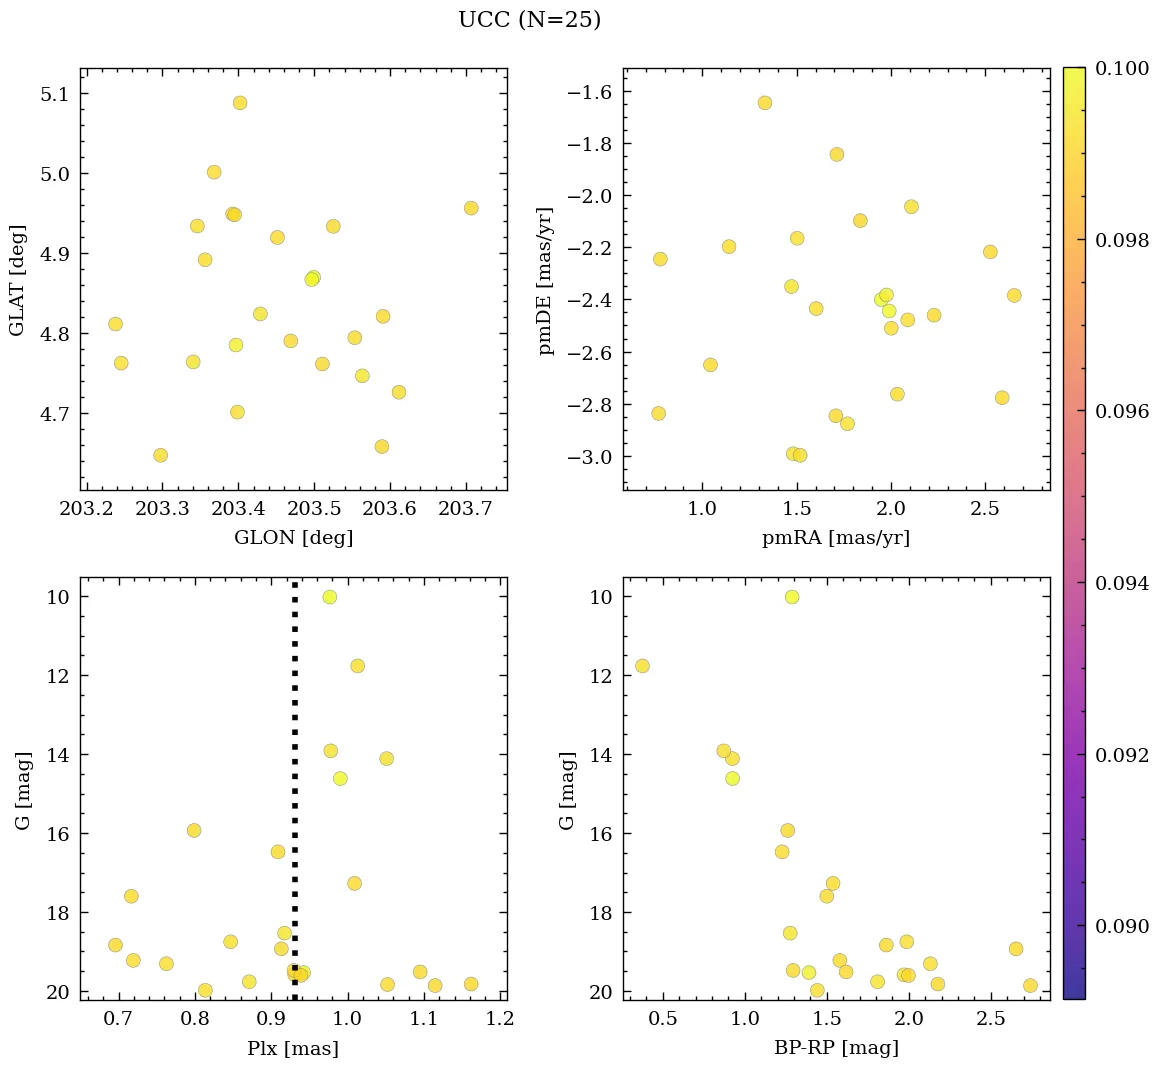 UCC (N=25)
5.1
5.0
4.9
4.8
4.7
GLAT [deg]
203.2 203.3 203.4 203.5 203.6 203.7
GLON [deg]
−1.6
−1.8
−2.0
−2.2
−2.4
−2.6
−2.8
−3.0
pmDE [mas/yr]
1.0 1.5 2.0 2.5
pmRA [mas/yr]
0.100
0.098
0.096
0.094
0.092
0.090
10
12
14
16
18
20
G [mag]
0.7 0.8 0.9 1.0 1.1 1.2
Plx [mas]
10
12
14
16
18
20
G [mag]
0.5 1.0 1.5 2.0 2.5
BP-RP [mag]